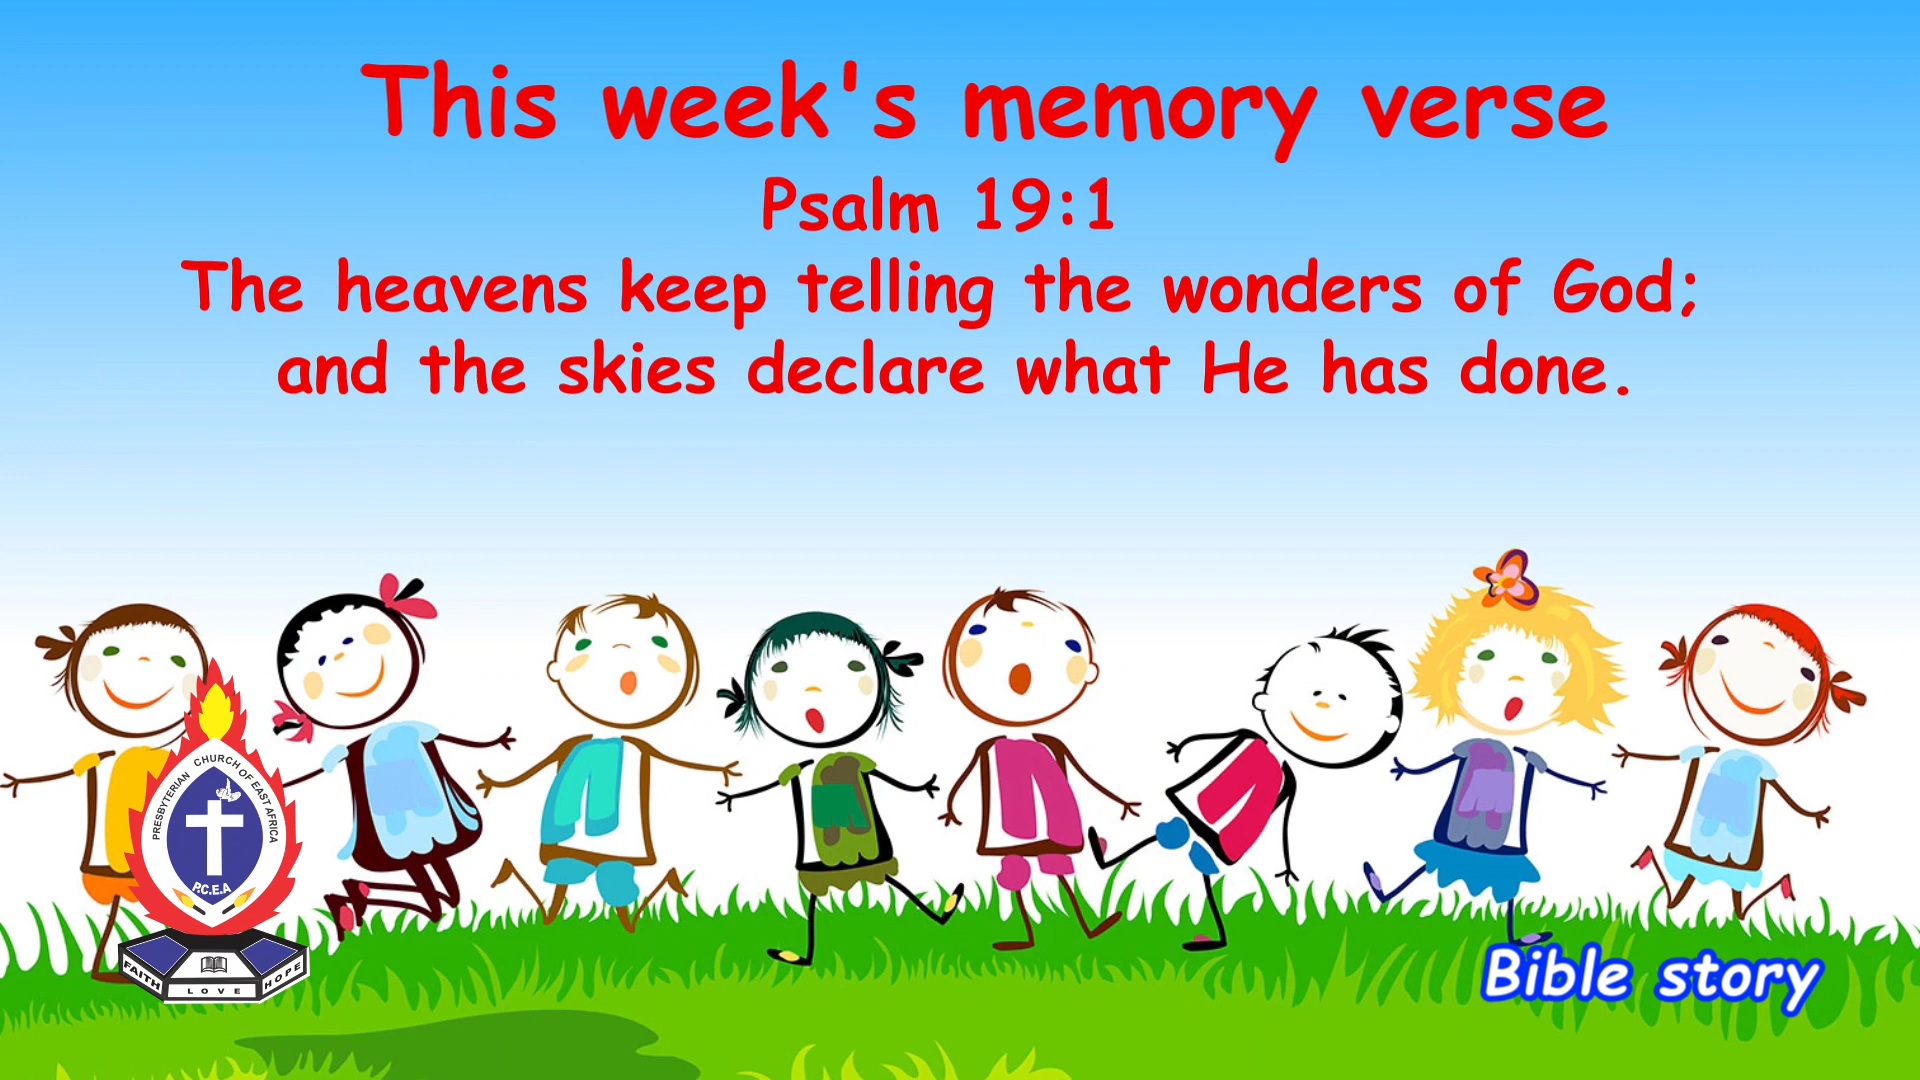 This week's memory verse
Psalm 19:1
The heavens keep telling the wonders of God;
and the skies declare what He has done.
PRESBYTERIAN CHURCH OF EAST AFRICA
P.C.E.A
FAITH
LOVE
HOPE
Bible story